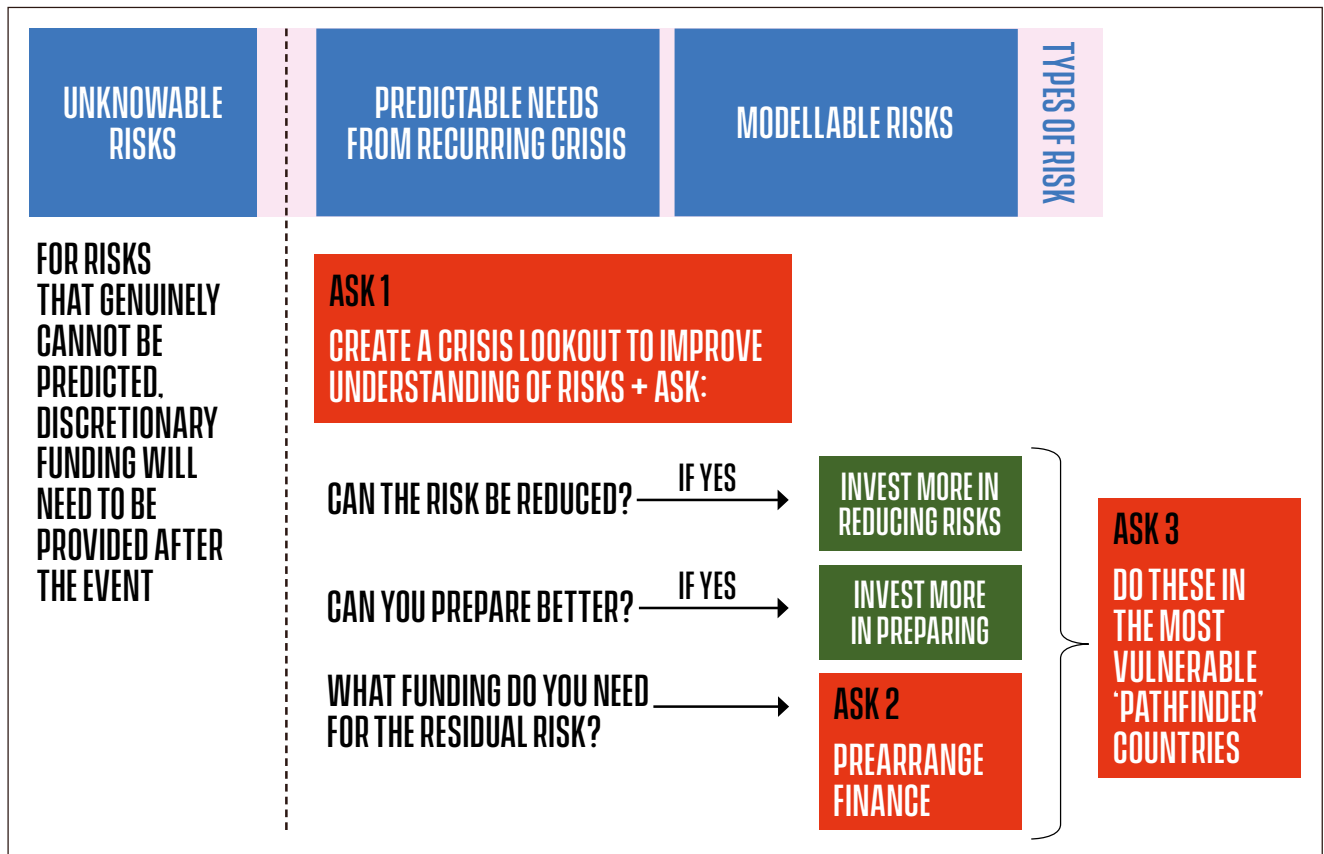 UNKNOWABLE
RISKS
PREDICTABLE NEEDS
FROM RECURRING CRISIS
MODELLABLE RISKS
TYPES OF RISK
FOR RISKS
THAT GENUINELY
CANNOT BE
PREDICTED,
DISCRETIONARY
FUNDING WILL
NEED TO BE
PROVIDED AFTER
THE EVENT
ASK 1
CREATE A CRISIS LOOKOUT TO IMPROVE
UNDERSTANDING OF RISKS + ASK:
CAN THE RISK BE REDUCED?
IF YES
INVEST MORE IN
REDUCING RISKS
CAN YOU PREPARE BETTER?
IF YES
INVEST MORE
IN PREPARING
WHAT FUNDING DO YOU NEED
FOR THE RESIDUAL RISK?
ASK 2
PREARRANGE
FINANCE
ASK 3
DO THESE IN
THE MOST
VULNERABLE
‘PATHFINDER’
COUNTRIES